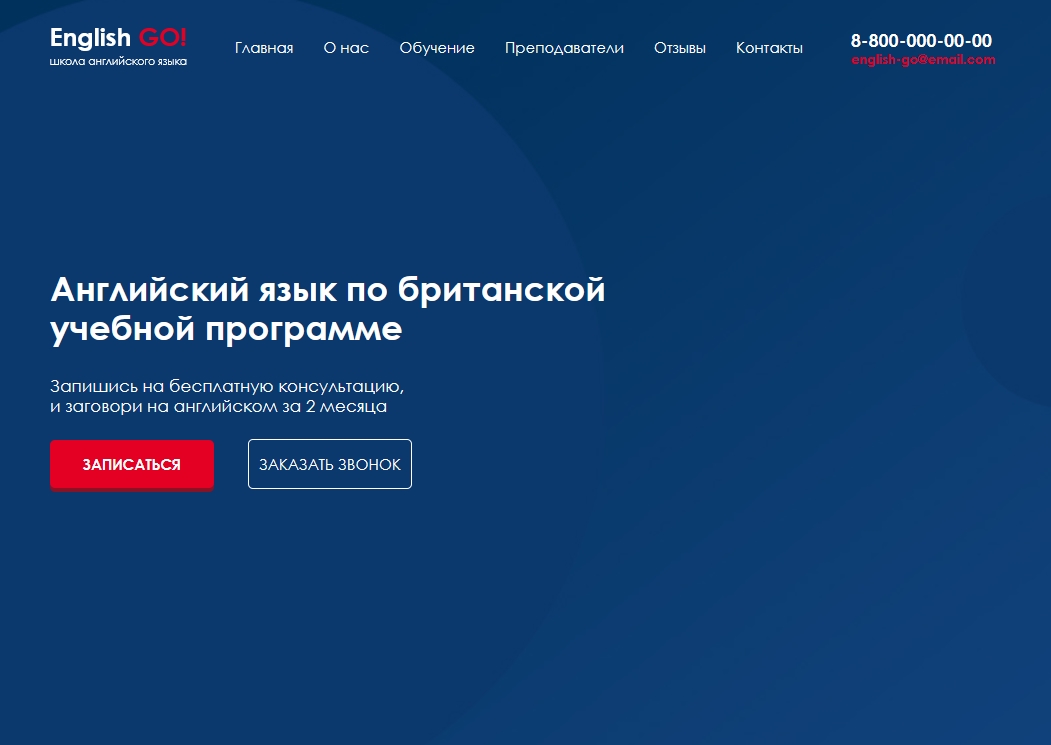 English GO!
школа английского языка
Главная О нас Обучение Преподаватели Отзывы Контакты
8-800-000-00-00
english-go@email.com
Английский язык по британской
учебной программе
Запишись на бесплатную консультацию,
и заговори на английском за 2 месяца
ЗАПИСАТЬСЯ ЗАКАЗАТЬ ЗВОНОК